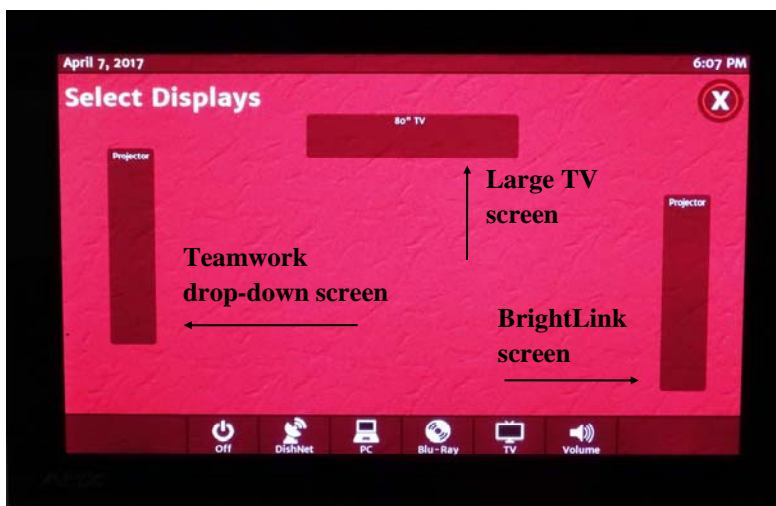 April 7, 2017
6:07 PM
Select Displays
X
80" TV
Projector
Large TV
screen
Projector
Teamwork
drop-down screen
BrightLink
screen
Off
DishNet
PC
Blu-Ray
TV
Volume